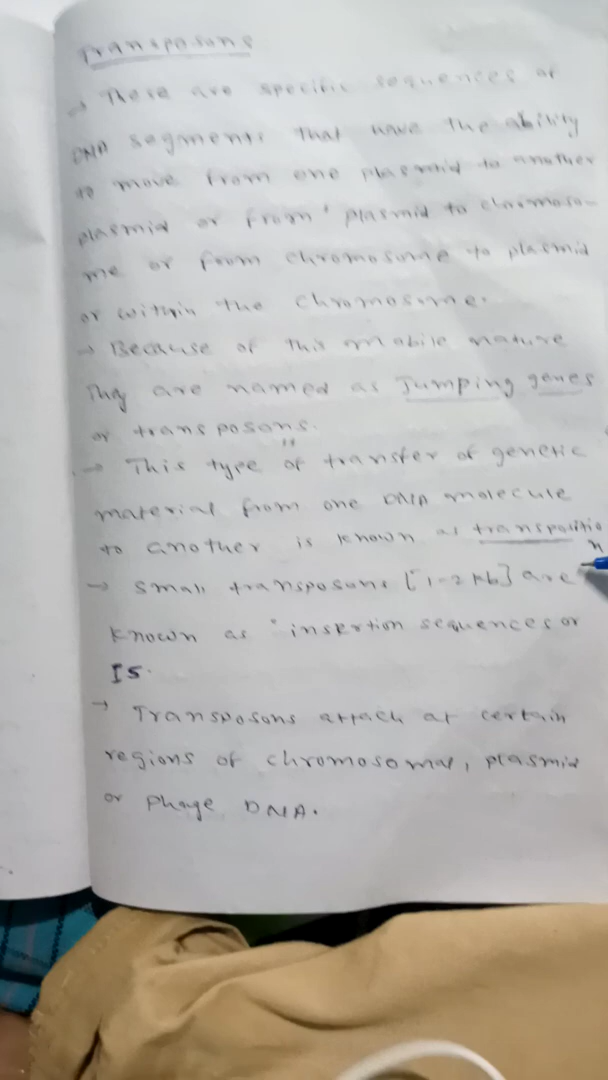 Transposons
→ These are specific sequences or
DNA segments that have the ability
to move from one plasmid to another
plasmid or from plasmid to chromoso-
me or from chromosome to plasmid
or within the chromosome.
→ Because of this mobile nature
They are named as Jumping genes
or transposons.
→ This type of transfer of genetic
material from one DNA molecule
to another is known as transpositio
n
→ Small transposons [1-2 kb] are
known as "insertion sequences or
IS.
→ Transposons attach at certain
regions of chromosomal, plasmid
or phage DNA.